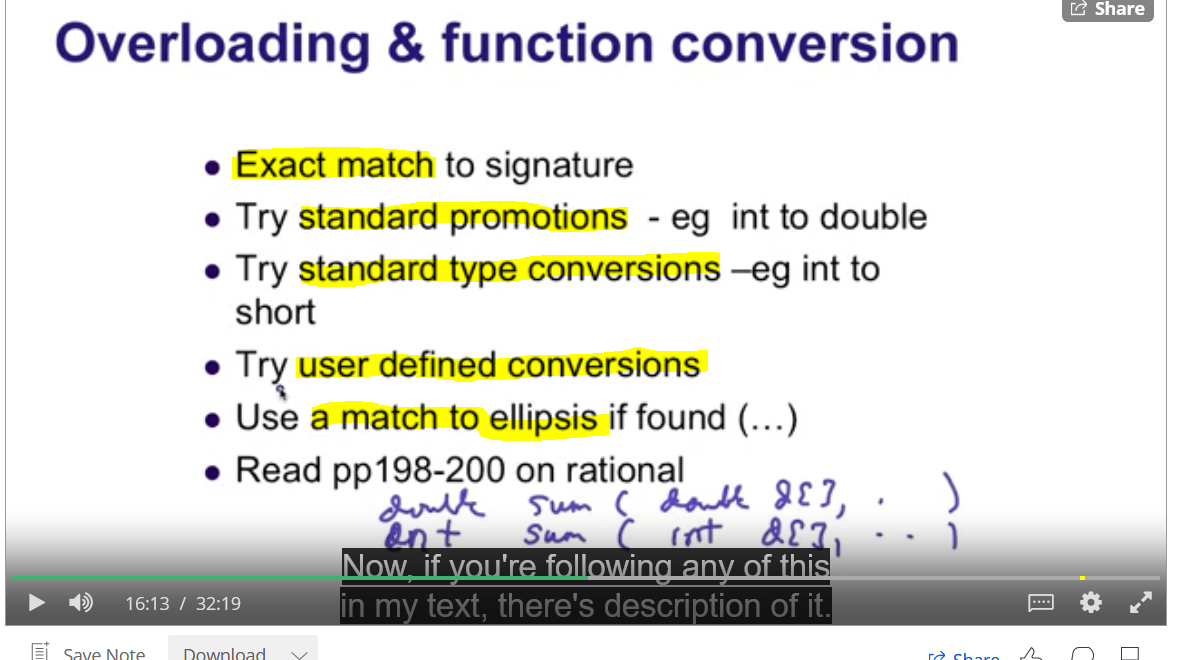 Share
Overloading & function conversion
• Exact match to signature
• Try standard promotions - eg int to double
• Try standard type conversions –eg int to
short
• Try user defined conversions
• Use a match to ellipsis if found (…)
• Read pp198-200 on rational
double sum ( double d[], . )
int sum ( int d[], . . )
Now, if you're following any of this
in my text, there's description of it.
16:13 / 32:19
Save Note Download Share